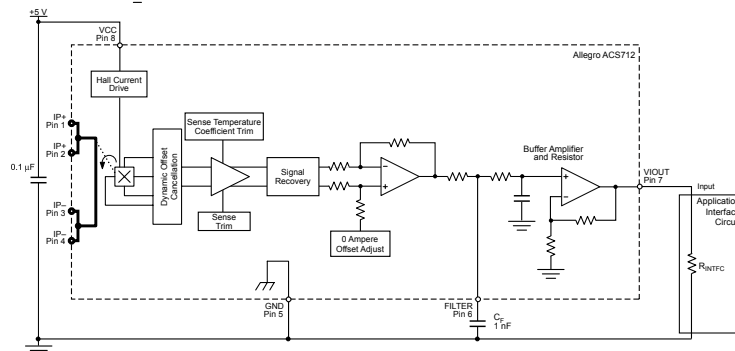 +5 V
VCC
Pin 8
Allegro ACS712
Hall Current
Drive
IP+
Pin 1
IP+
Pin 2
IP–
Pin 3
IP–
Pin 4
0.1 µF
Dynamic Offset
Cancellation
Sense Temperature
Coefficient Trim
Sense
Trim
Signal
Recovery
0 Ampere
Offset Adjust
Buffer Amplifier
and Resistor
VIOUT
Pin 7
Input
Application
Interfac
Circu
RINTFC
GND
Pin 5
FILTER
Pin 6
CF
1 nF